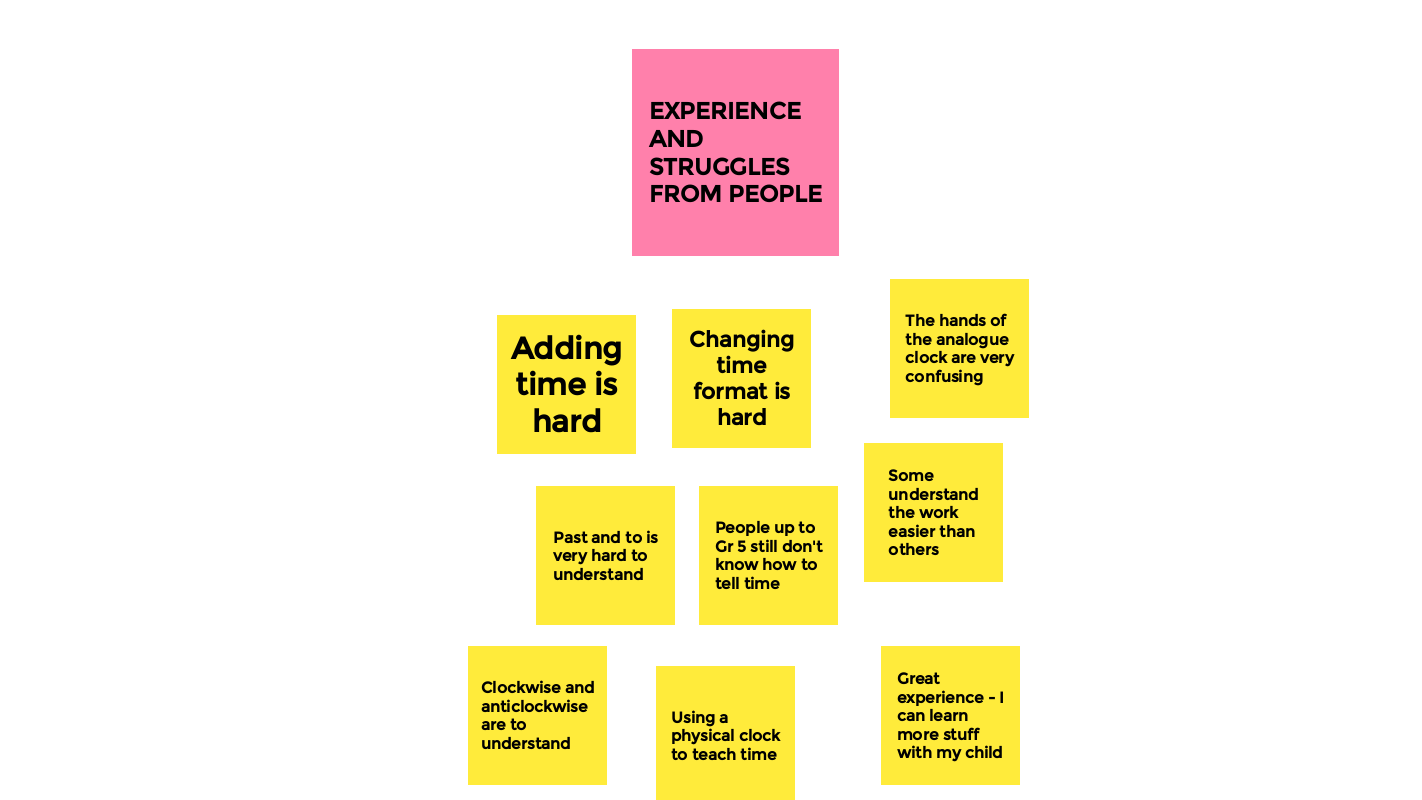 EXPERIENCE
AND
STRUGGLES
FROM PEOPLE
Adding
time is
hard
Changing
time
format is
hard
The hands of
the analogue
clock are very
confusing
Past and to is
very hard to
understand
People up to
Gr 5 still don't
know how to
tell time
Some
understand
the work
easier than
others
Clockwise and
anticlockwise
are to
understand
Using a
physical clock
to teach time
Great
experience - I
can learn
more stuff
with my child